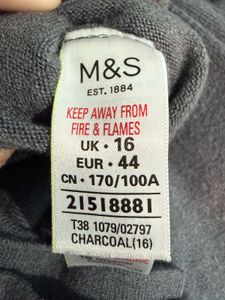 M&S
EST. 1884
KEEP AWAY FROM
FIRE & FLAMES
UK • 16
EUR • 44
CN • 170/100A
21518881
T38 1079/02797
CHARCOAL(16)